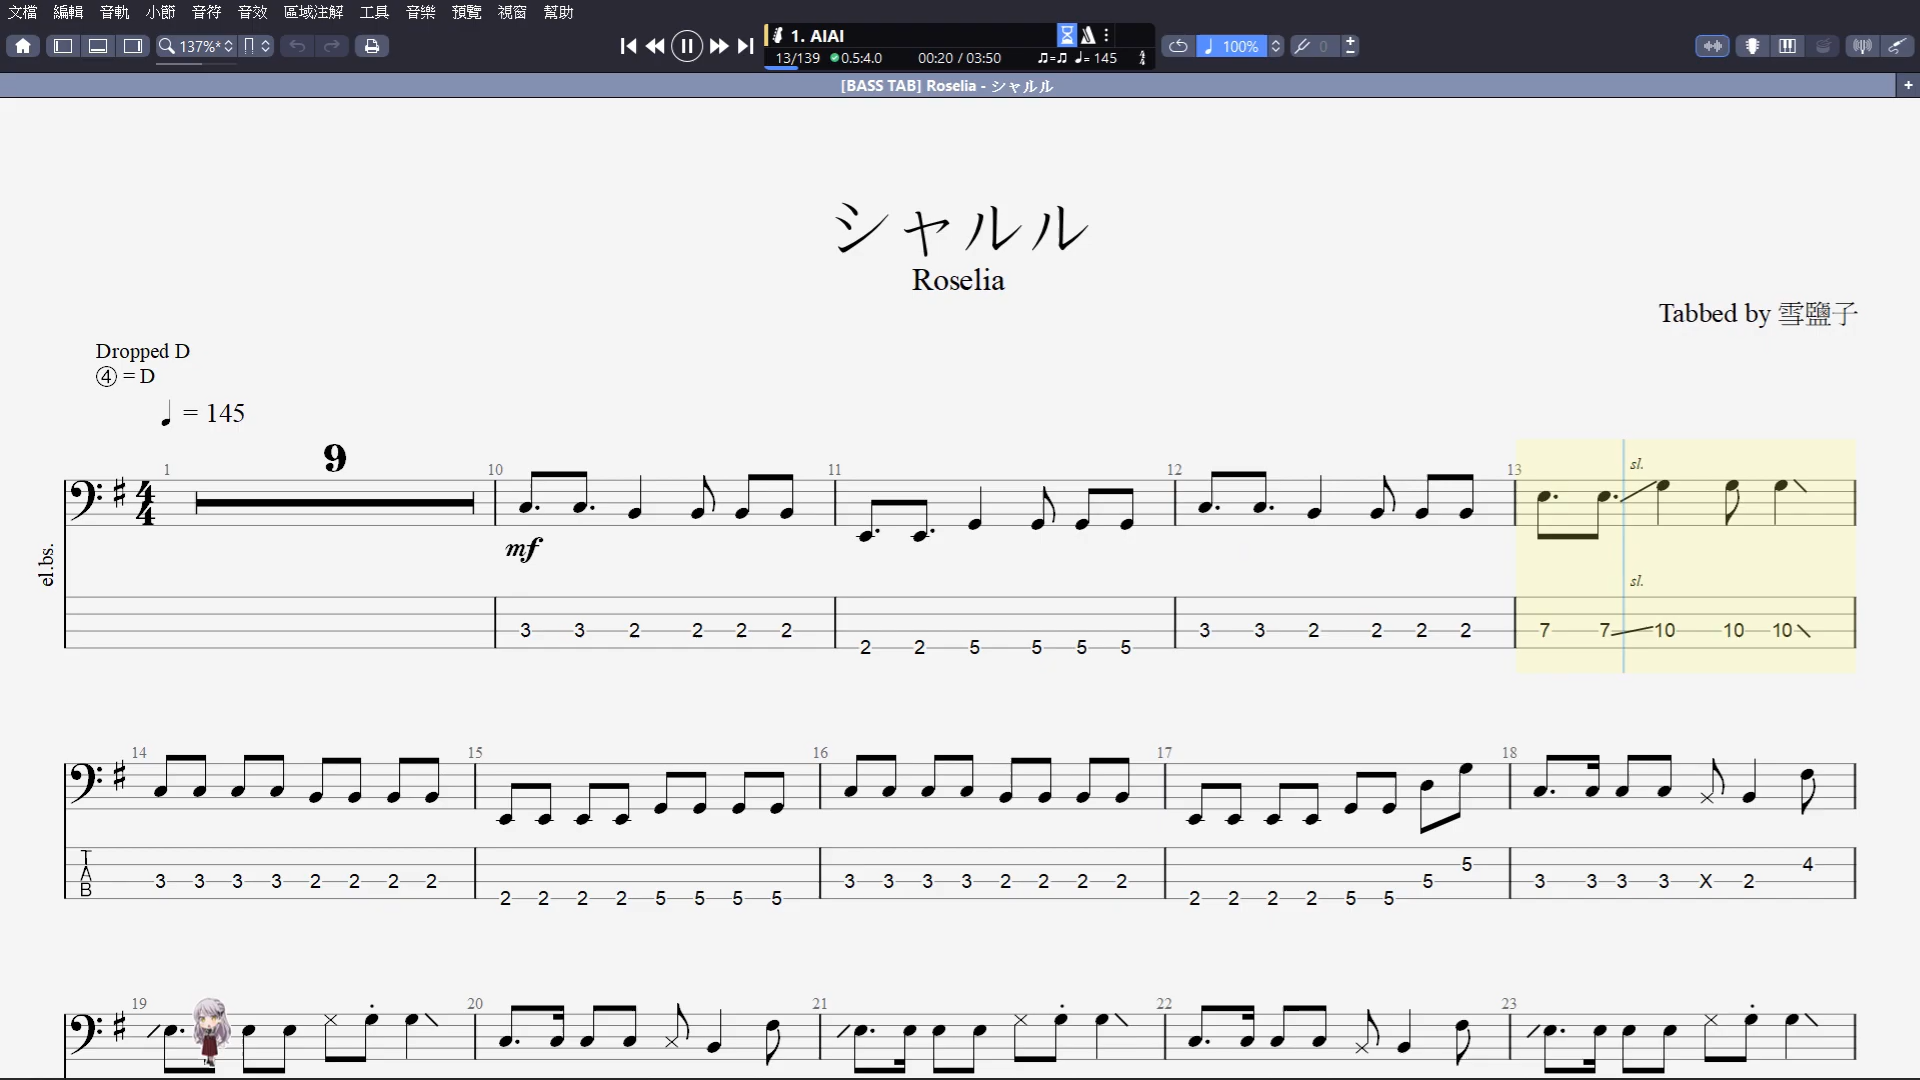 文檔 編輯 音軌 小節 音符 音效 區域注解 工具 音樂 預覽 視窗 幫助
137%*
1. AIAI
13/139 0.5:4.0 00:20 / 03:50 ♫=♫ ♩= 145 4/4
♩ 100%
0
[BASS TAB] Roselia - シャルル
+
シャルル
Roselia
Tabbed by 雪鹽子
Dropped D
④ = D
♩ = 145
9
1 10 11 12 13
sl.
4/4
mf
el.bs.
sl.
3 3 2 2 2 2 2 2 5 5 5 5 3 3 2 2 2 2 7 7 10 10 10
14 15 16 17 18
TAB
3 3 3 3 2 2 2 2 2 2 2 2 5 5 5 5 3 3 3 3 2 2 2 2 2 2 2 2 5 5 5 5 3 3 3 3 X 2 4
19 20 21 22 23